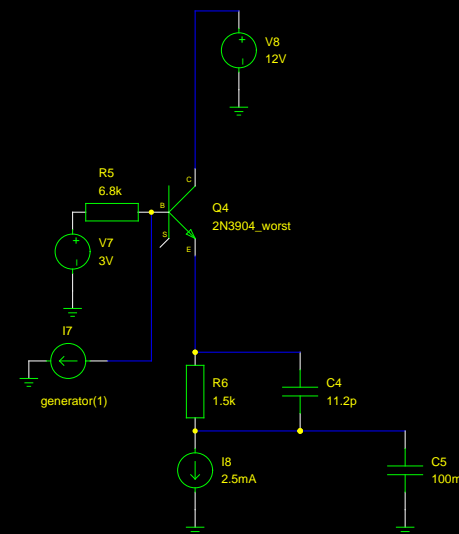 V8
12V
C
R5
6.8k
B
Q4
2N3904_worst
S
E
V7
3V
I7
generator(1)
R6
1.5k
C4
11.2p
I8
2.5mA
C5
100m